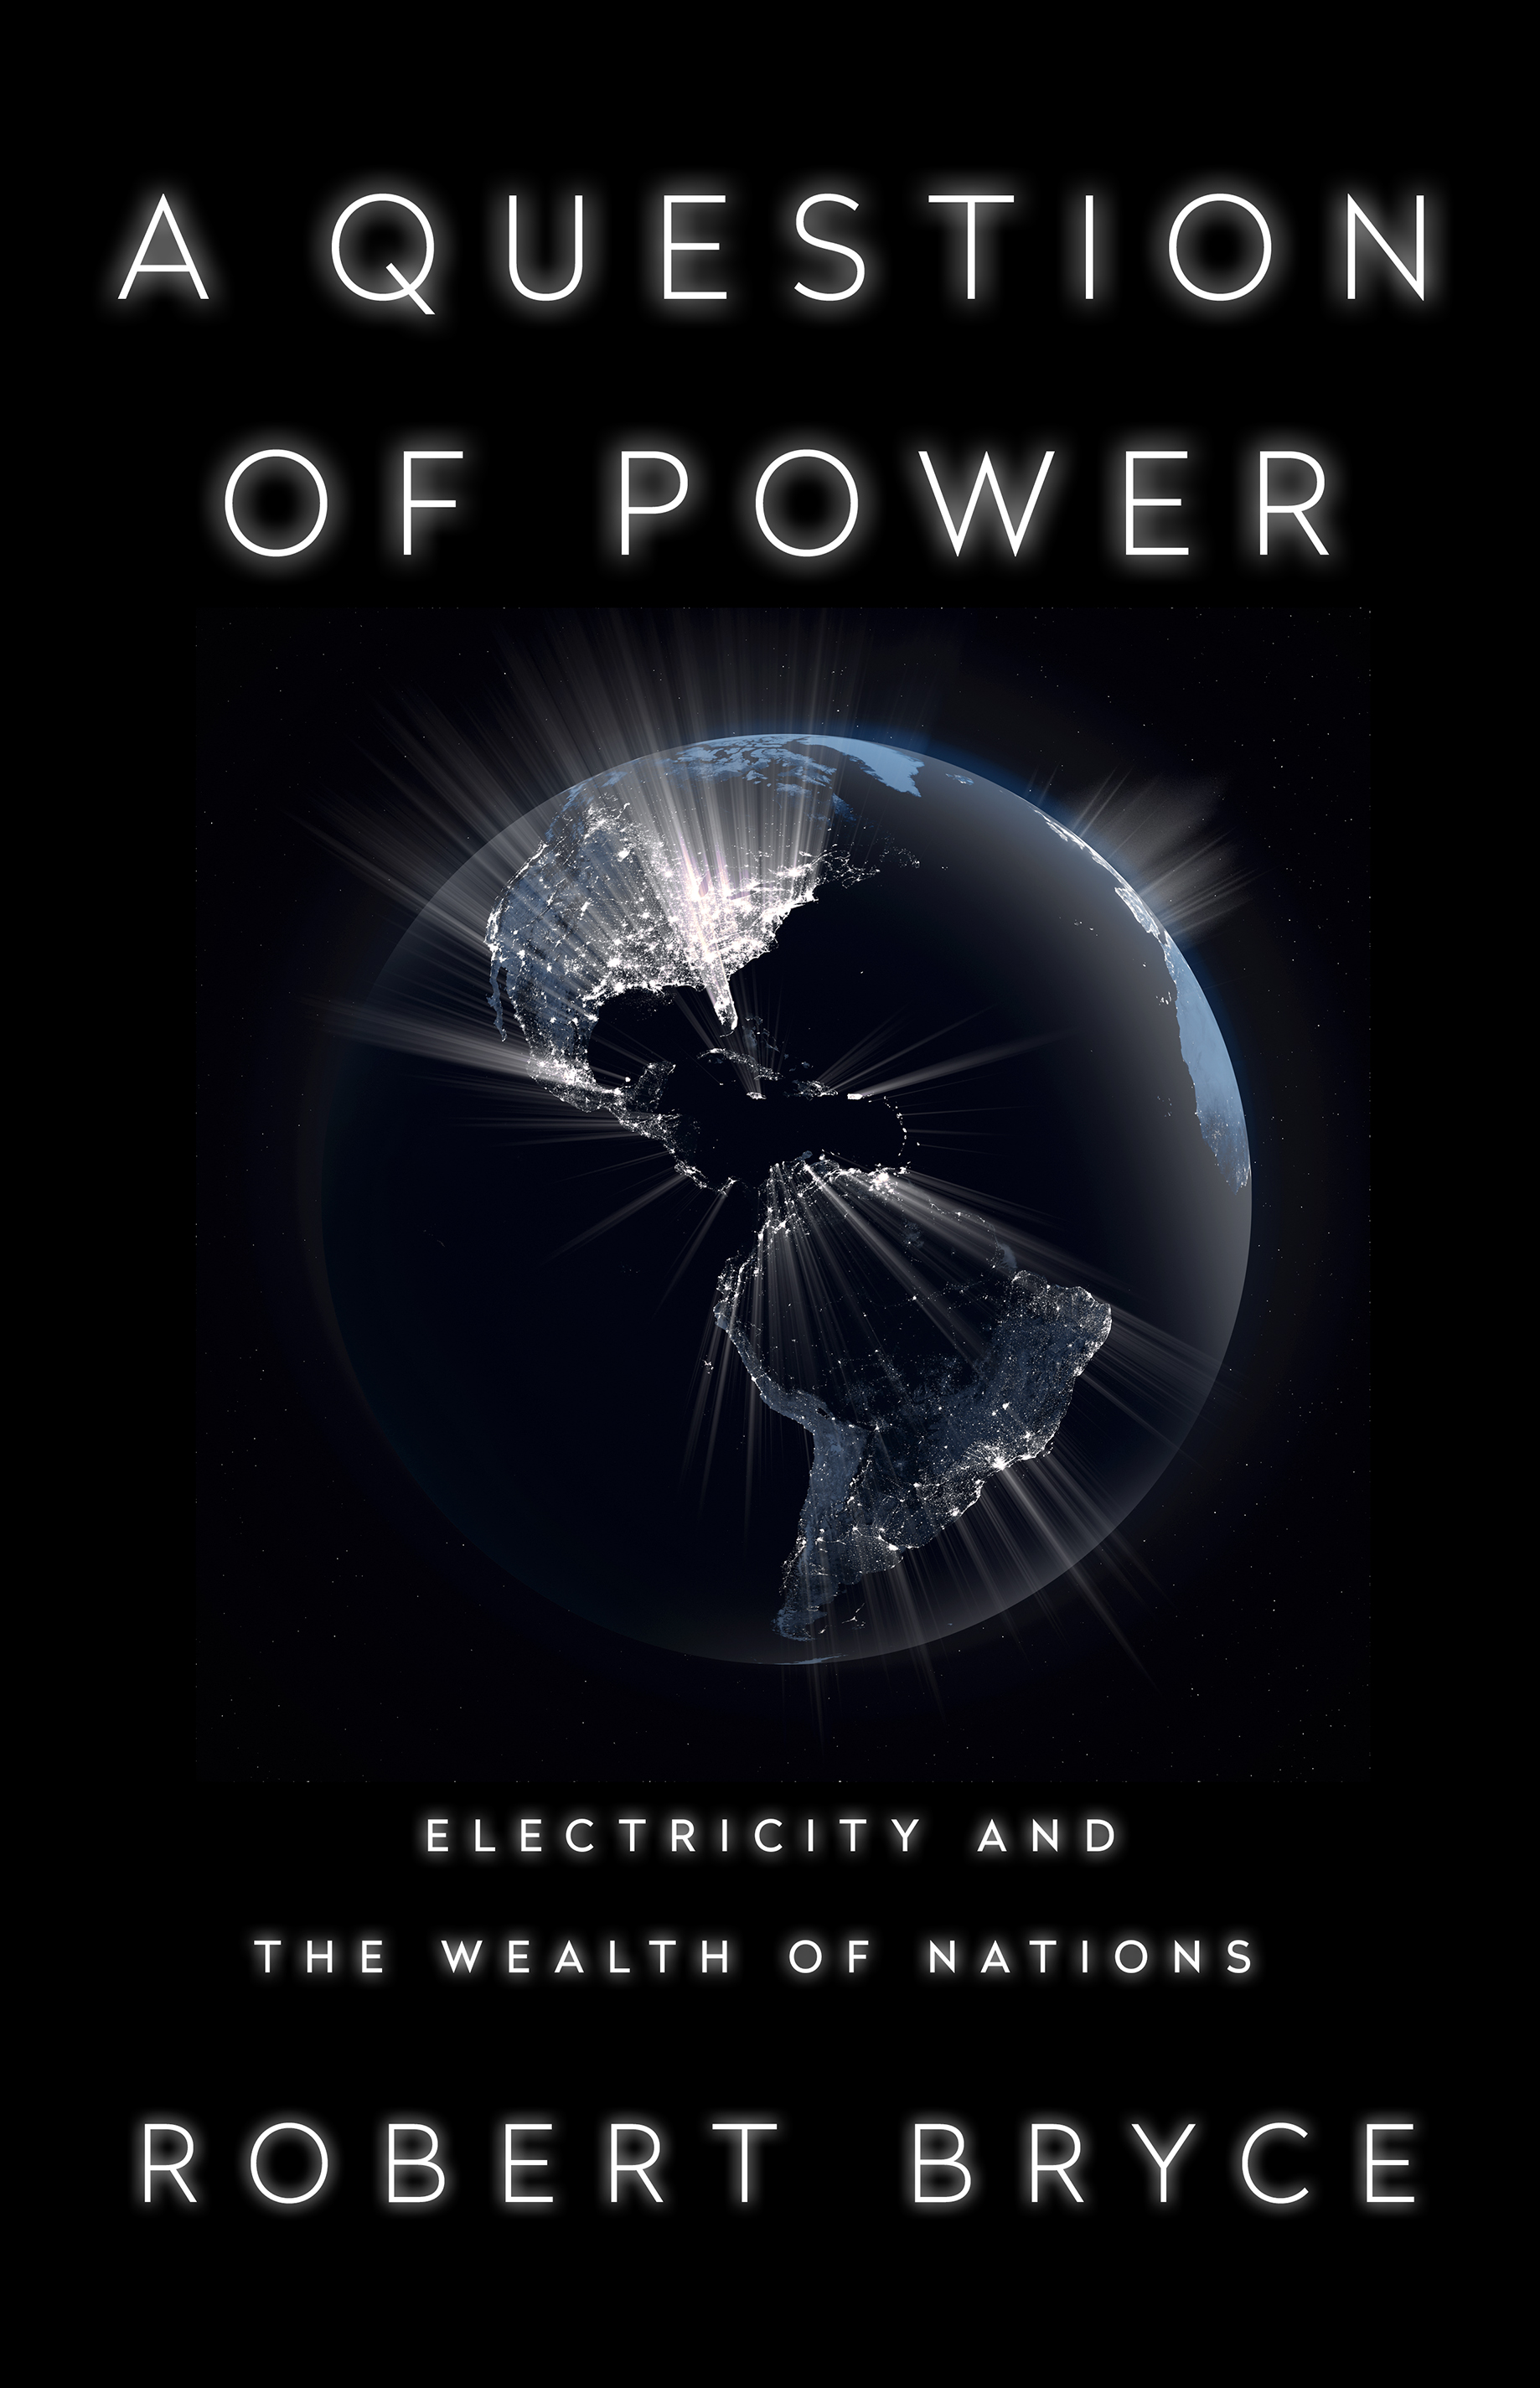 A QUESTION
OF POWER
ELECTRICITY AND
THE WEALTH OF NATIONS
ROBERT BRYCE